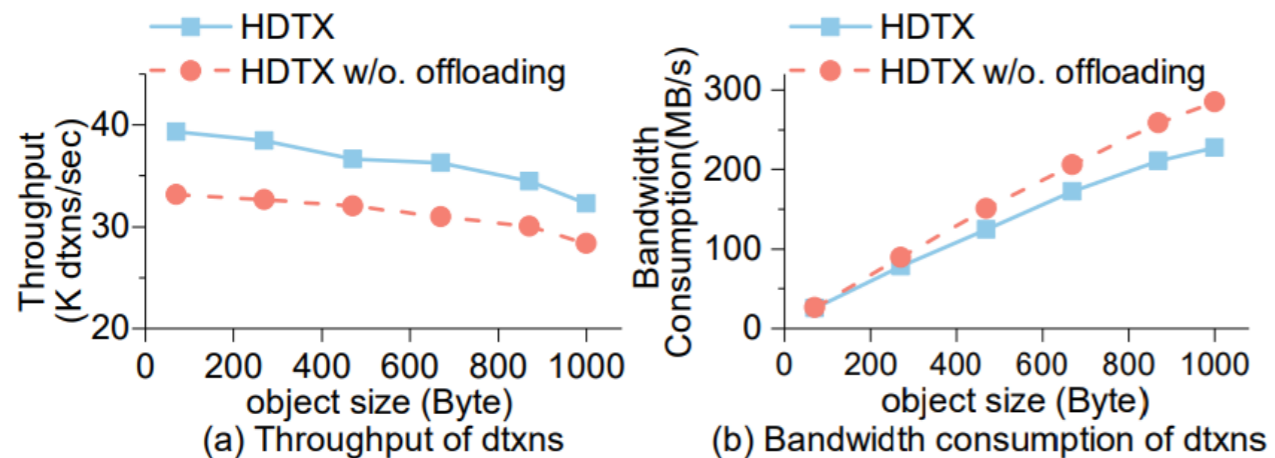 HDTX
HDTX w/o. offloading
Throughput
(K dtxns/sec)
40
30
20
0
200
400
600
800
1000
object size (Byte)
(a) Throughput of dtxns
HDTX
HDTX w/o. offloading
Bandwidth
Consumption(MB/s)
300
200
100
0
0
200
400
600
800
1000
object size (Byte)
(b) Bandwidth consumption of dtxns